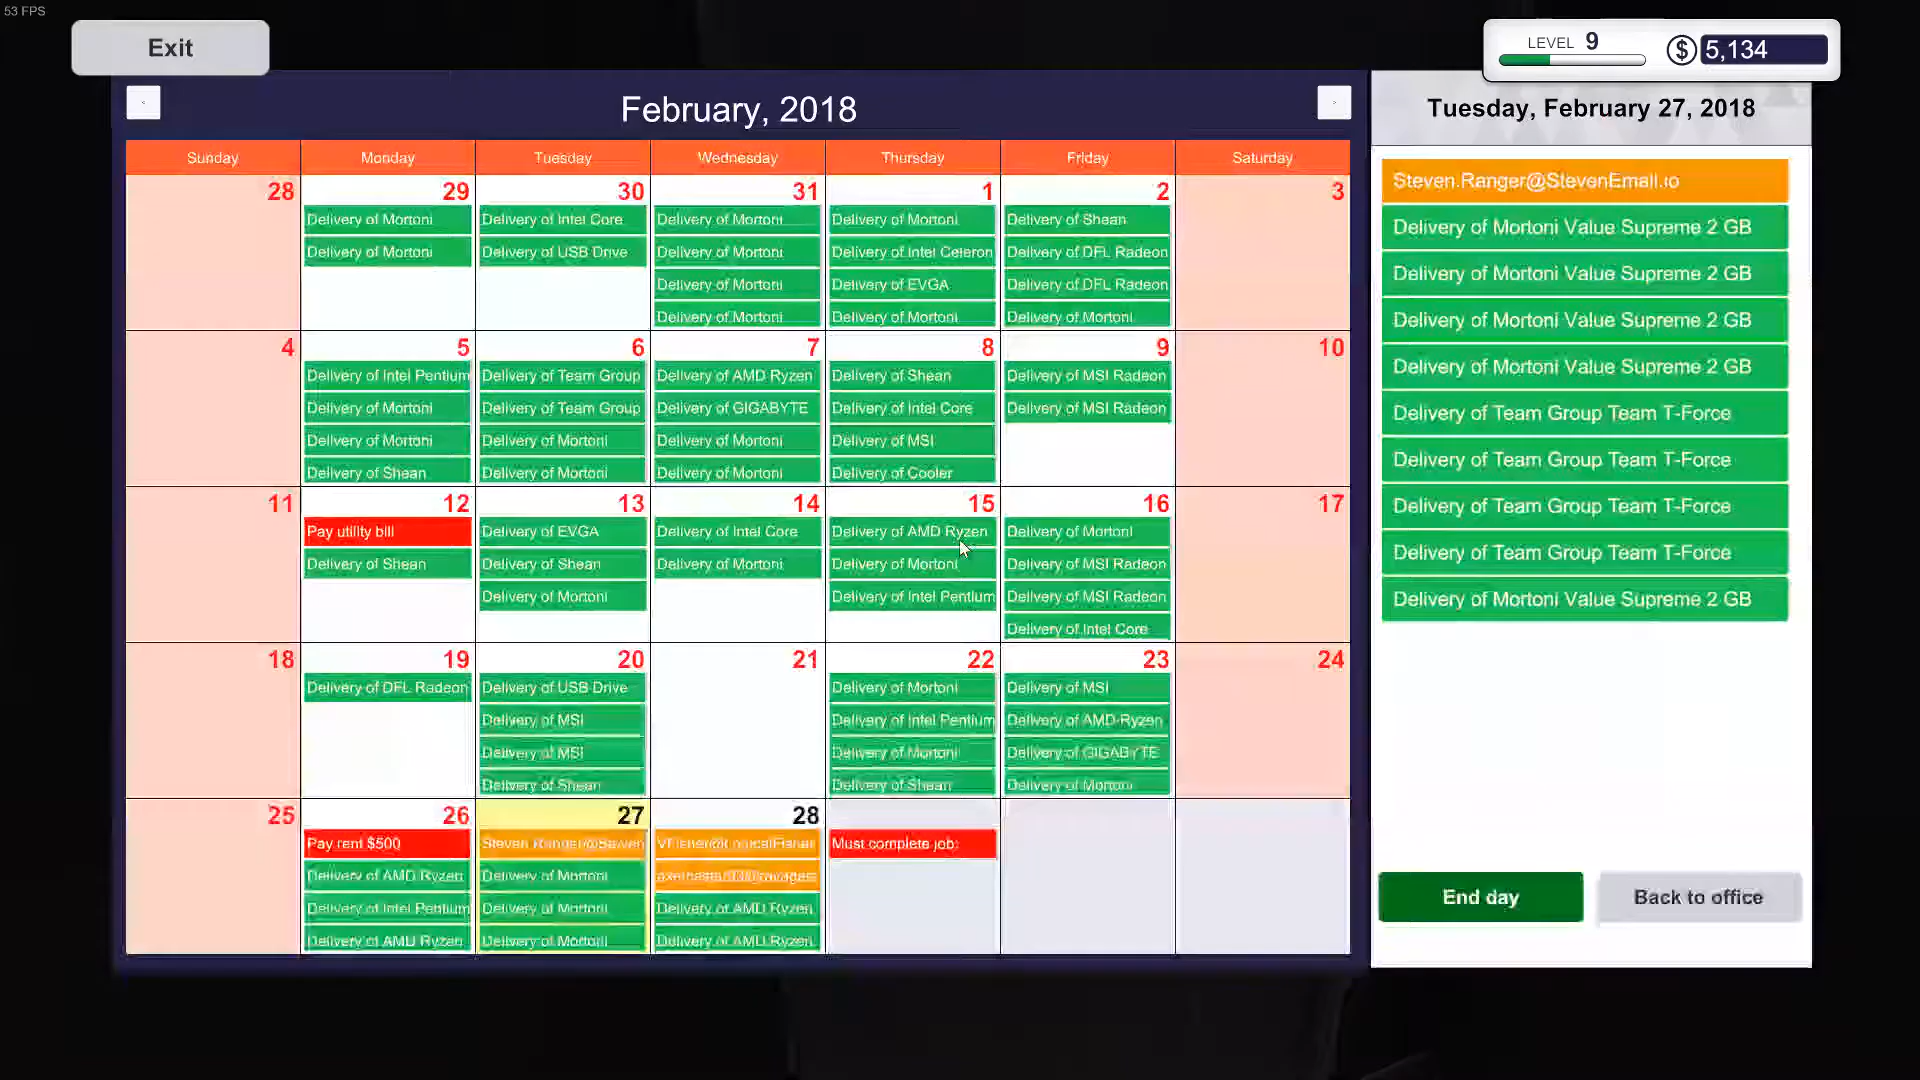 53 FPS
Exit
LEVEL 9
$ 5,134
February, 2018
Tuesday, February 27, 2018
Sunday Monday Tuesday Wednesday Thursday Friday Saturday
28 29 30 31 1 2 3
Delivery of Mortoni Delivery of Intel Core Delivery of Mortoni Delivery of Mortoni Delivery of Shean
Delivery of Mortoni Delivery of USB Drive Delivery of Mortoni Delivery of Intel Celeron Delivery of DFL Radeon
Delivery of Mortoni Delivery of EVGA Delivery of DFL Radeon
Delivery of Mortoni Delivery of Mortoni Delivery of Mortoni
4 5 6 7 8 9 10
Delivery of Intel Pentium Delivery of Team Group Delivery of AMD Ryzen Delivery of Shean Delivery of MSI Radeon
Delivery of Mortoni Delivery of Team Group Delivery of GIGABYTE Delivery of Intel Core Delivery of MSI Radeon
Delivery of Mortoni Delivery of Mortoni Delivery of Mortoni Delivery of MSI
Delivery of Shean Delivery of Mortoni Delivery of Mortoni Delivery of Cooler
11 12 13 14 15 16 17
Pay utility bill Delivery of EVGA Delivery of Intel Core Delivery of AMD Ryzen Delivery of Mortoni
Delivery of Shean Delivery of Shean Delivery of Mortoni Delivery of Mortoni Delivery of MSI Radeon
Delivery of Mortoni Delivery of Intel Pentium Delivery of MSI Radeon
Delivery of Intel Core
18 19 20 21 22 23 24
Delivery of DFL Radeon Delivery of USB Drive Delivery of Mortoni Delivery of MSI
Delivery of MSI Delivery of Intel Pentium Delivery of AMD Ryzen
Delivery of MSI Delivery of Mortoni Delivery of GIGABYTE
Delivery of Shean Delivery of Shean Delivery of Mortoni
25 26 27 28
Pay rent $500 Steven.Ranger@Steven Must complete job:
Delivery of AMD Ryzen Delivery of Mortoni
Delivery of Intel Pentium Delivery of Mortoni Delivery of AMD Ryzen
Delivery of AMD Ryzen Delivery of Mortoni Delivery of AMD Ryzen
Steven.Ranger@StevenEmail.io
Delivery of Mortoni Value Supreme 2 GB
Delivery of Mortoni Value Supreme 2 GB
Delivery of Mortoni Value Supreme 2 GB
Delivery of Mortoni Value Supreme 2 GB
Delivery of Team Group Team T-Force
Delivery of Team Group Team T-Force
Delivery of Team Group Team T-Force
Delivery of Team Group Team T-Force
Delivery of Mortoni Value Supreme 2 GB
End day
Back to office